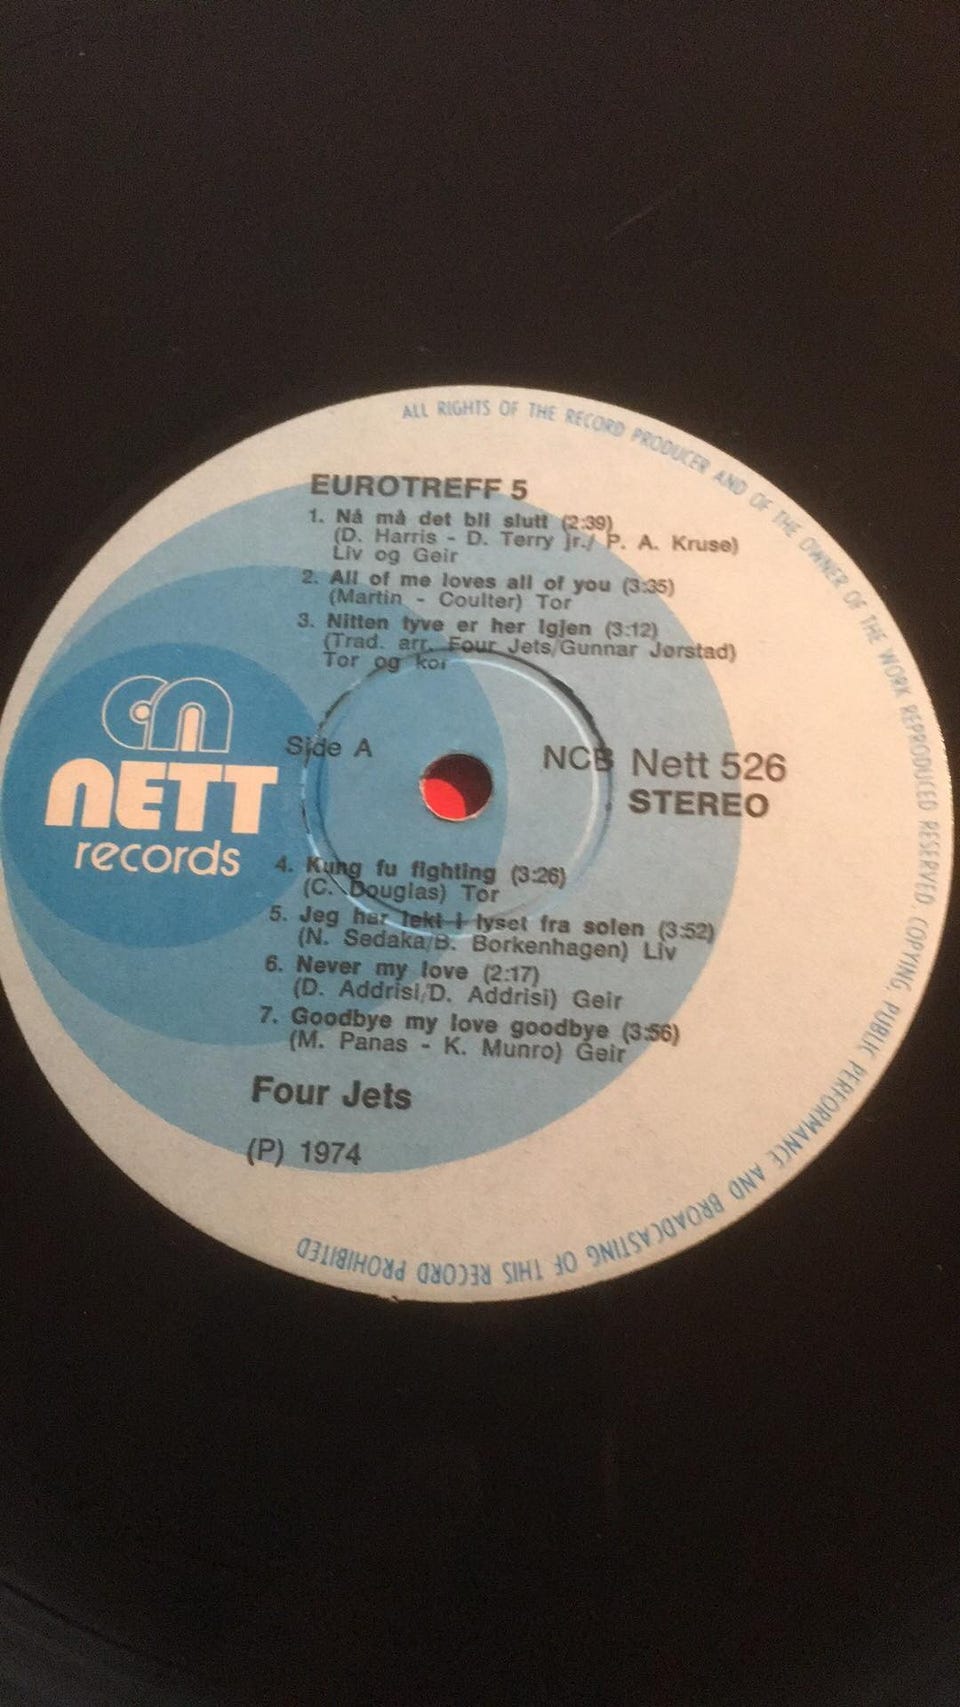 ALL RIGHTS OF THE RECORD PRODUCER AND OF THE OWNER OF THE WORK REPRODUCED RESERVED. COPYING, PUBLIC PERFORMANCE AND BROADCASTING OF THIS RECORD PROHIBITED
EUROTREFF 5
1. Nå må det bli slutt (2:39)
(D. Harris - D. Terry jr./ P. A. Kruse)
Liv og Geir
2. All of me loves all of you (3:35)
(Martin - Coulter) Tor
3. Nitten tyve er her igjen (3:12)
(Trad. arr. Four Jets/Gunnar Jørstad)
Tor og kor
Side A
NCB Nett 526
STEREO
NETT
records
4. Kung fu fighting (3:26)
(C. Douglas) Tor
5. Jeg har lekt i lyset fra solen (3:52)
(N. Sedaka/B. Borkenhagen) Liv
6. Never my love (2:17)
(D. Addrisi/D. Addrisi) Geir
7. Goodbye my love goodbye (3:56)
(M. Panas - K. Munro) Geir
Four Jets
(P) 1974